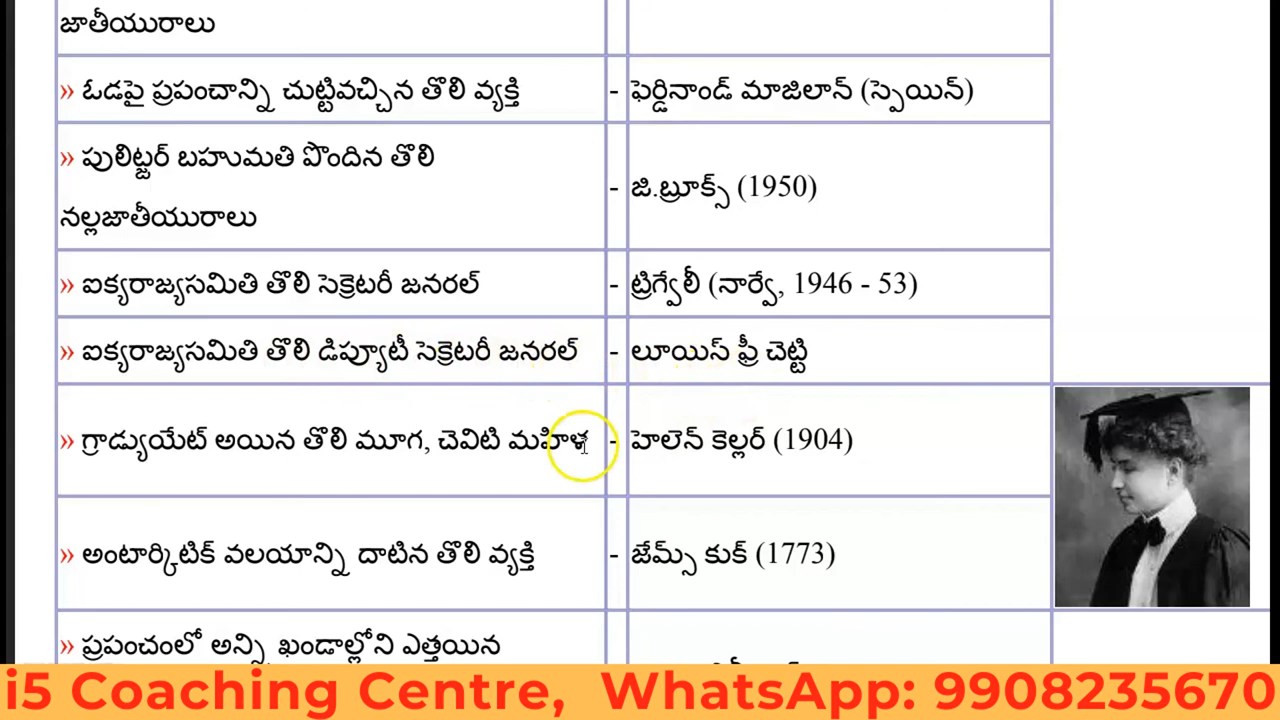 జాతీయురాలు
» ఓడపై ప్రపంచాన్ని చుట్టివచ్చిన తొలి వ్యక్తి - ఫెర్డినాండ్ మాజిలాన్ (స్పెయిన్)
» పులిట్జర్ బహుమతి పొందిన తొలి
నల్లజాతీయురాలు - జి.బ్రూక్స్ (1950)
» ఐక్యరాజ్యసమితి తొలి సెక్రెటరీ జనరల్ - ట్రిగ్వేలీ (నార్వే, 1946 - 53)
» ఐక్యరాజ్యసమితి తొలి డిప్యూటీ సెక్రెటరీ జనరల్ - లూయిస్ ఫ్రీ చెట్టి
» గ్రాడ్యుయేట్ అయిన తొలి మూగ, చెవిటి మహిళ - హెలెన్ కెల్లర్ (1904)
» అంటార్కిటిక్ వలయాన్ని దాటిన తొలి వ్యక్తి - జేమ్స్ కుక్ (1773)
» ప్రపంచంలో అన్ని ఖండాల్లోని ఎత్తయిన
i5 Coaching Centre, WhatsApp: 9908235670